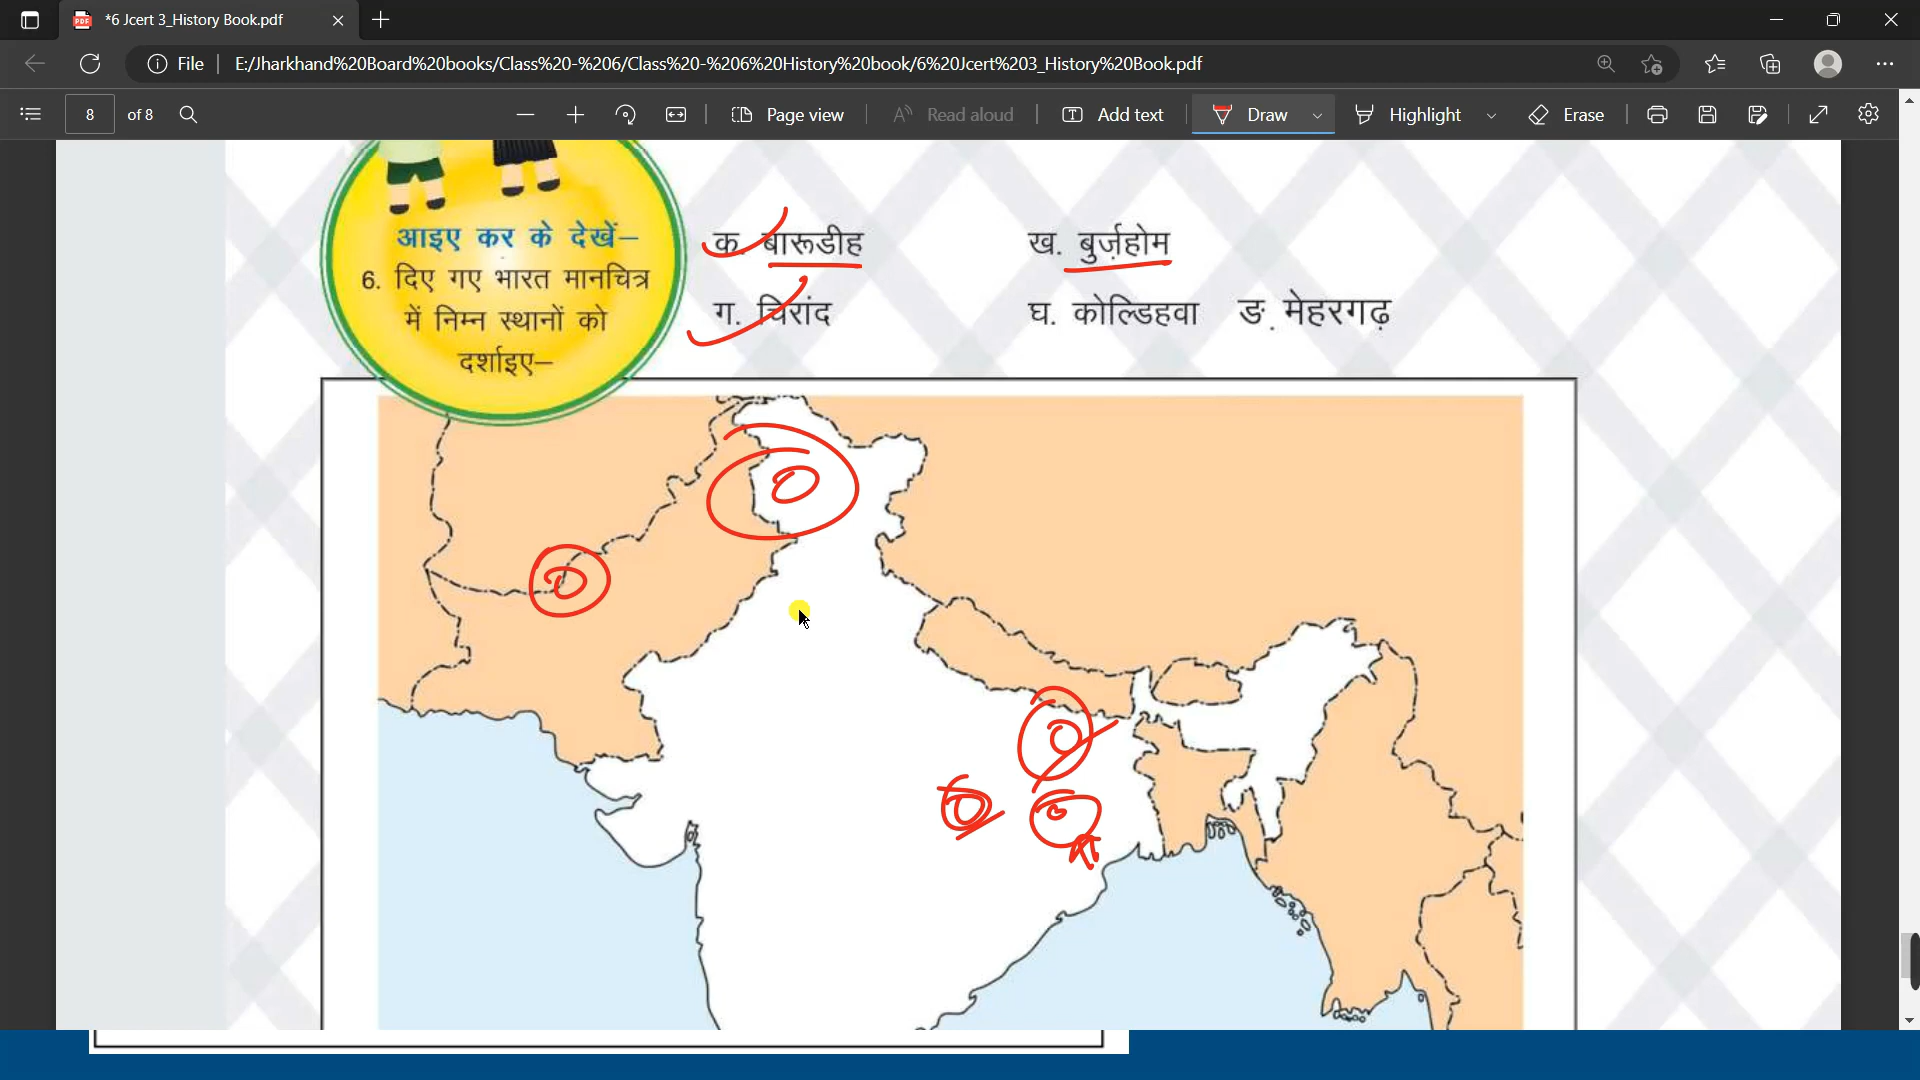 *6 Jcert 3_History Book.pdf
File
E:/Jharkhand%20Board%20books/Class%20-%206/Class%20-%206%20History%20book/6%20Jcert%203_History%20Book.pdf
8 of 8
Page view
Read aloud
Add text
Draw
Highlight
Erase
आइए कर के देखें–
6. दिए गए भारत मानचित्र
में निम्न स्थानों को
दर्शाइए–
क. बारूडीह ख. बुर्ज़होम
ग. चिरांद घ. कोल्डिहवा ङ. मेहरगढ़